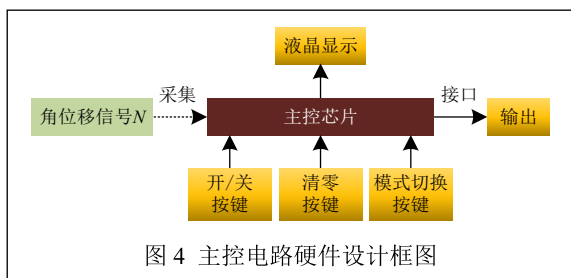 液晶显示
角位移信号N
采集
主控芯片
接口
输出
开/关
按键
清零
按键
模式切换
按键
图 4 主控电路硬件设计框图